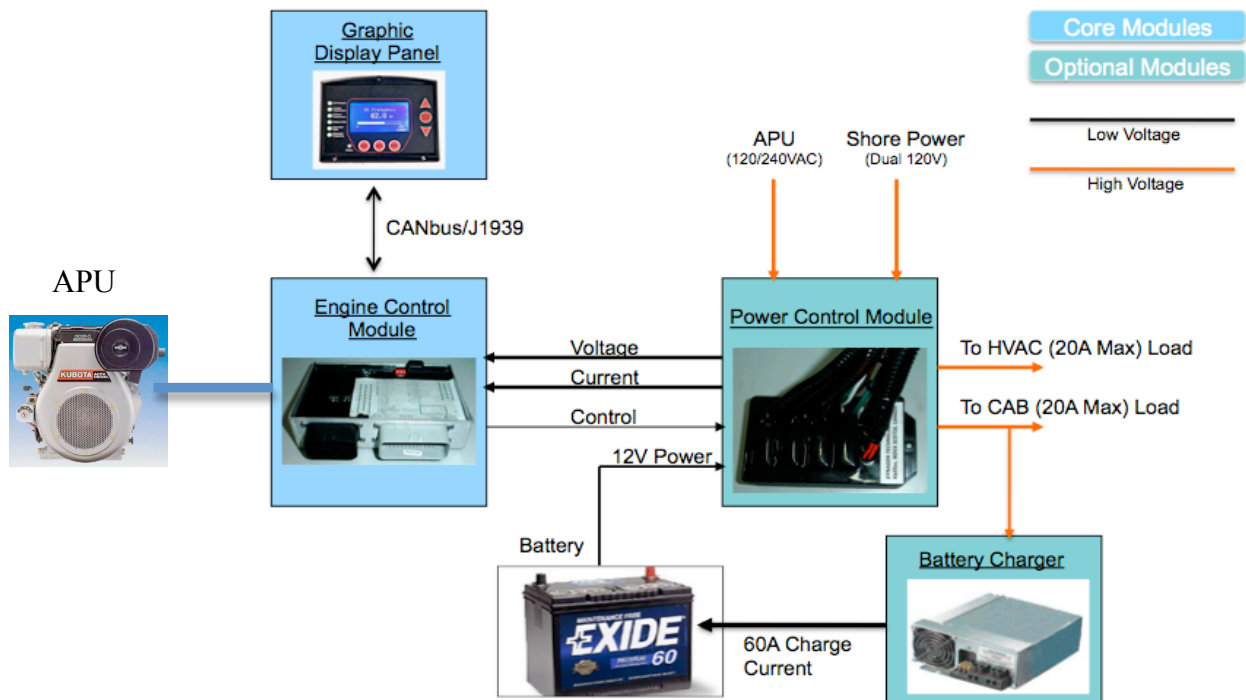 Graphic
Display Panel
Core Modules
Optional Modules
Low Voltage
High Voltage
APU
(120/240VAC)
Shore Power
(Dual 120V)
CANbus/J1939
APU
KUBOTA
Engine Control
Module
Voltage
Current
Control
12V Power
Power Control Module
To HVAC (20A Max) Load
To CAB (20A Max) Load
Battery
EXIDE
60
60A Charge
Current
Battery Charger